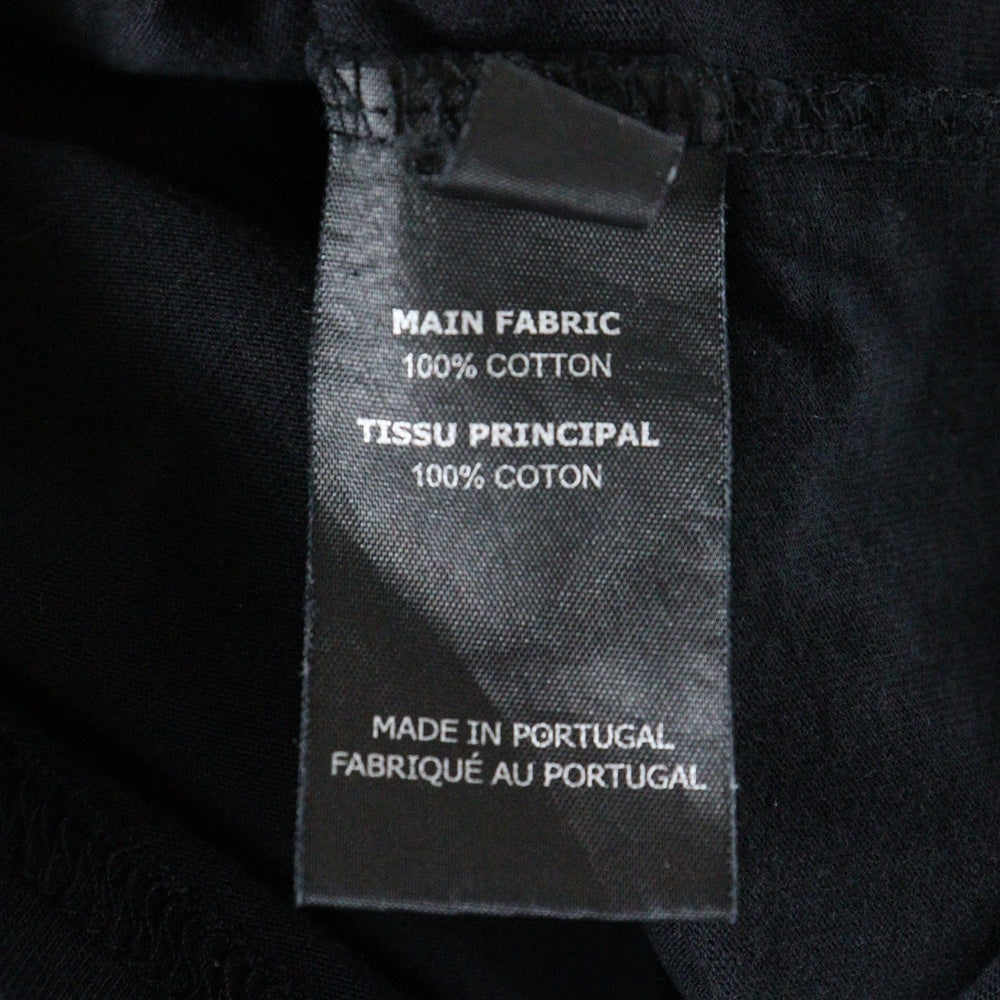 MAIN FABRIC
100% COTTON
TISSU PRINCIPAL
100% COTON
MADE IN PORTUGAL
FABRIQUÉ AU PORTUGAL